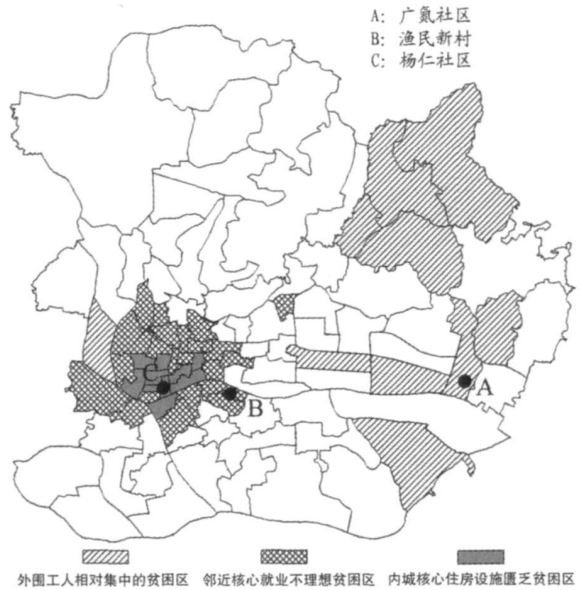 A: 广氮社区
B: 渔民新村
C: 杨仁社区
C
A
B
外围工人相对集中的贫困区 邻近核心就业不理想贫困区 内城核心住房设施匮乏贫困区